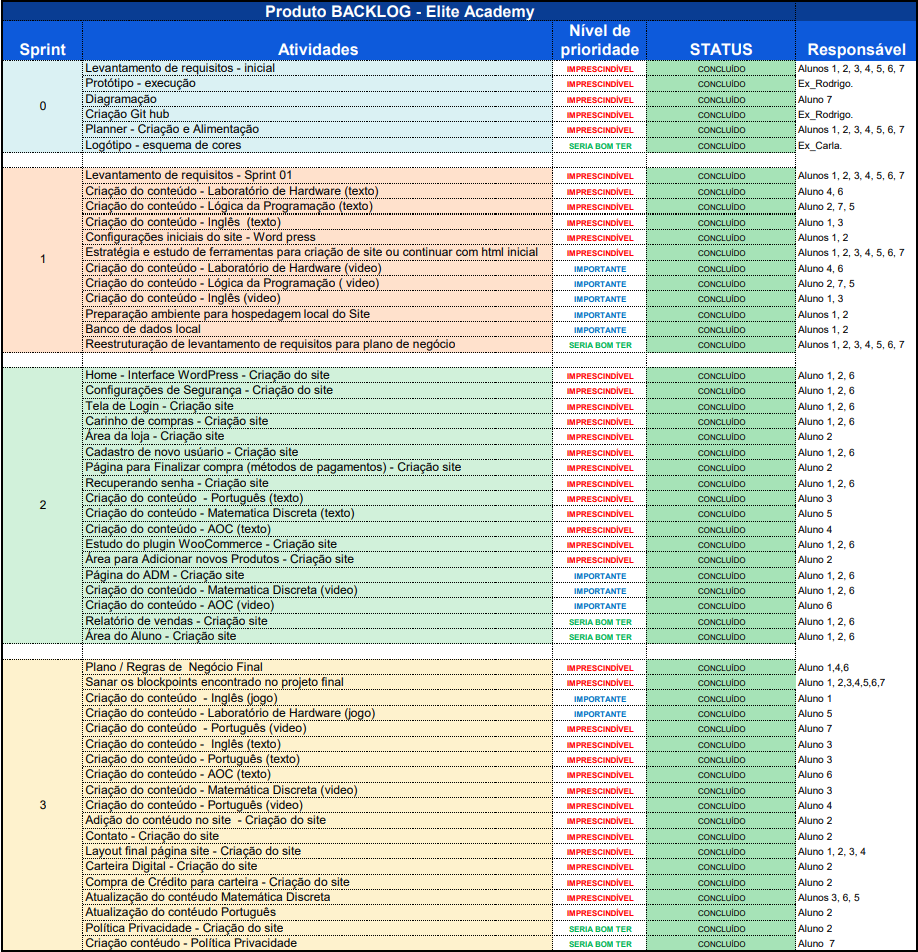 Produto BACKLOG - Elite Academy
Sprint Atividades Nível de prioridade STATUS Responsável
0
Levantamento de requisitos - inicial IMPRESCINDÍVEL CONCLUÍDO Alunos 1, 2, 3, 4, 5, 6, 7
Protótipo - execução IMPRESCINDÍVEL CONCLUÍDO Ex_Rodrigo.
Diagramação IMPRESCINDÍVEL CONCLUÍDO Aluno 7
Criação Git hub IMPRESCINDÍVEL CONCLUÍDO Ex_Rodrigo.
Planner - Criação e Alimentação IMPRESCINDÍVEL CONCLUÍDO Alunos 1, 2, 3, 4, 5, 6, 7
Logótipo - esquema de cores SERIA BOM TER CONCLUÍDO Ex_Carla.
1
Levantamento de requisitos - Sprint 01 IMPRESCINDÍVEL CONCLUÍDO Alunos 1, 2, 3, 4, 5, 6, 7
Criação do conteúdo - Laboratório de Hardware (texto) IMPRESCINDÍVEL CONCLUÍDO Aluno 4, 6
Criação do conteúdo - Lógica da Programação (texto) IMPRESCINDÍVEL CONCLUÍDO Aluno 2, 7, 5
Criação do conteúdo - Inglês (texto) IMPRESCINDÍVEL CONCLUÍDO Aluno 1, 3
Configurações iniciais do site - Word press IMPRESCINDÍVEL CONCLUÍDO Alunos 1, 2
Estratégia e estudo de ferramentas para criação de site ou continuar com html inicial IMPRESCINDÍVEL CONCLUÍDO Alunos 1, 2, 3, 4, 5, 6, 7
Criação do conteúdo - Laboratório de Hardware (video) IMPORTANTE CONCLUÍDO Aluno 4, 6
Criação do conteúdo - Lógica da Programação ( video) IMPORTANTE CONCLUÍDO Aluno 2, 7, 5
Criação do conteúdo - Inglês (video) IMPORTANTE CONCLUÍDO Aluno 1, 3
Preparação ambiente para hospedagem local do Site IMPORTANTE CONCLUÍDO Alunos 1, 2
Banco de dados local IMPORTANTE CONCLUÍDO Alunos 1, 2
Reestruturação de levantamento de requisitos para plano de negócio SERIA BOM TER CONCLUÍDO Alunos 1, 2, 3, 4, 5, 6, 7
2
Home - Interface WordPress - Criação do site IMPRESCINDÍVEL CONCLUÍDO Aluno 1, 2, 6
Configurações de Segurança - Criação do site IMPRESCINDÍVEL CONCLUÍDO Aluno 1, 2, 6
Tela de Login - Criação site IMPRESCINDÍVEL CONCLUÍDO Aluno 1, 2, 6
Carinho de compras - Criação site IMPRESCINDÍVEL CONCLUÍDO Aluno 1, 2, 6
Área da loja - Criação site IMPRESCINDÍVEL CONCLUÍDO Aluno 2
Cadastro de novo usúario - Criação site IMPRESCINDÍVEL CONCLUÍDO Aluno 1, 2, 6
Página para Finalizar compra (métodos de pagamentos) - Criação site IMPRESCINDÍVEL CONCLUÍDO Aluno 2
Recuperando senha - Criação site IMPRESCINDÍVEL CONCLUÍDO Aluno 1, 2, 6
Criação do conteúdo - Português (texto) IMPRESCINDÍVEL CONCLUÍDO Aluno 3
Criação do conteúdo - Matematica Discreta (texto) IMPRESCINDÍVEL CONCLUÍDO Aluno 5
Criação do conteúdo - AOC (texto) IMPRESCINDÍVEL CONCLUÍDO Aluno 4
Estudo do plugin WooCommerce - Criação site IMPRESCINDÍVEL CONCLUÍDO Aluno 1, 2, 6
Área para Adicionar novos Produtos - Criação site IMPRESCINDÍVEL CONCLUÍDO Aluno 2
Página do ADM - Criação site IMPORTANTE CONCLUÍDO Aluno 1, 2, 6
Criação do conteúdo - Matematica Discreta (video) IMPORTANTE CONCLUÍDO Aluno 1, 2, 6
Criação do conteúdo - AOC (video) IMPORTANTE CONCLUÍDO Aluno 6
Relatório de vendas - Criação site SERIA BOM TER CONCLUÍDO Aluno 1, 2, 6
Área do Aluno - Criação site SERIA BOM TER CONCLUÍDO Aluno 1, 2, 6
3
Plano / Regras de Negócio Final IMPRESCINDÍVEL CONCLUÍDO Aluno 1,4,6
Sanar os blockpoints encontrado no projeto final IMPRESCINDÍVEL CONCLUÍDO Aluno 1, 2,3,4,5,6,7
Criação do conteúdo - Inglês (jogo) IMPORTANTE CONCLUÍDO Aluno 1
Criação do conteúdo - Laboratório de Hardware (jogo) IMPORTANTE CONCLUÍDO Aluno 5
Criação do conteúdo - Português (video) IMPRESCINDÍVEL CONCLUÍDO Aluno 7
Criação do conteúdo - Inglês (texto) IMPRESCINDÍVEL CONCLUÍDO Aluno 3
Criação do conteúdo - Português (texto) IMPRESCINDÍVEL CONCLUÍDO Aluno 3
Criação do conteúdo - AOC (texto) IMPRESCINDÍVEL CONCLUÍDO Aluno 6
Criação do conteúdo - Matemática Discreta (video) IMPRESCINDÍVEL CONCLUÍDO Aluno 3
Criação do conteúdo - Português (video) IMPRESCINDÍVEL CONCLUÍDO Aluno 4
Adição do contéudo no site - Criação do site IMPRESCINDÍVEL CONCLUÍDO Aluno 2
Contato - Criação do site IMPRESCINDÍVEL CONCLUÍDO Aluno 2
Layout final página site - Criação do site IMPRESCINDÍVEL CONCLUÍDO Aluno 1, 2, 3, 4
Carteira Digital - Criação do site IMPRESCINDÍVEL CONCLUÍDO Aluno 2
Compra de Crédito para carteira - Criação do site IMPRESCINDÍVEL CONCLUÍDO Aluno 2
Atualização do contéudo Matemática Discreta IMPRESCINDÍVEL CONCLUÍDO Alunos 3, 6, 5
Atualização do contéudo Português IMPRESCINDÍVEL CONCLUÍDO Aluno 2
Política Privacidade - Criação do site SERIA BOM TER CONCLUÍDO Aluno 2
Criação contéudo - Política Privacidade SERIA BOM TER CONCLUÍDO Aluno 7